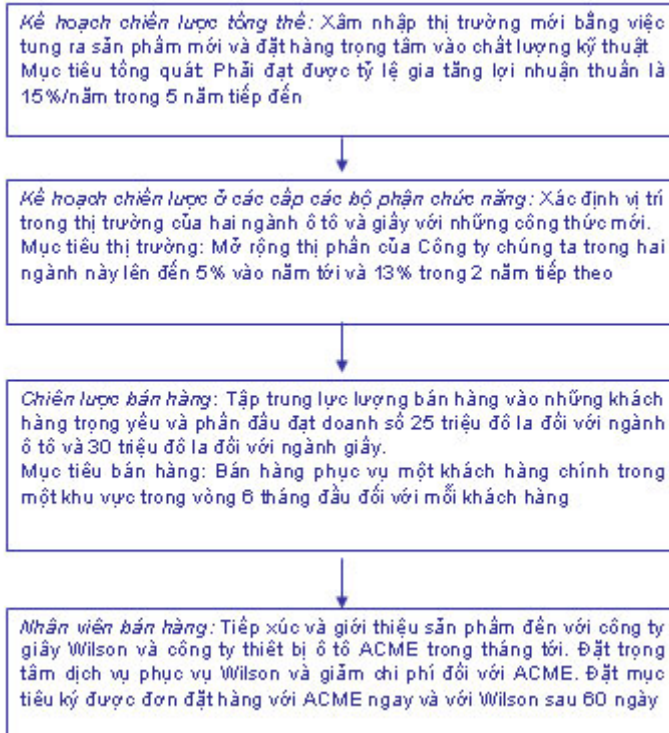 Kế hoạch chiến lược tổng thể: Xâm nhập thị trường mới bằng việc
tung ra sản phẩm mới và đặt hàng trọng tâm vào chất lượng kỹ thuật
Mục tiêu tổng quát: Phải đạt được tỷ lệ gia tăng lợi nhuận thuần là
15%/năm trong 5 năm tiếp đến
Kế hoạch chiến lược ở các cấp các bộ phận chức năng: Xác định vị trí
trong thị trường của hai ngành ô tô và giấy với những công thức mới.
Mục tiêu thị trường: Mở rộng thị phần của Công ty chúng ta trong hai
ngành này lên đến 5% vào năm tới và 13% trong 2 năm tiếp theo
Chiến lược bán hàng: Tập trung lực lượng bán hàng vào những khách
hàng trọng yếu và phấn đấu đạt doanh số 25 triệu đô la đối với ngành
ô tô và 30 triệu đô la đối với ngành giấy.
Mục tiêu bán hàng: Bán hàng phục vụ một khách hàng chính trong
một khu vực trong vòng 6 tháng đầu đối với mỗi khách hàng
Nhân viên bán hàng: Tiếp xúc và giới thiệu sản phẩm đến với công ty
giấy Wilson và công ty thiết bị ô tô ACME trong tháng tới. Đặt trọng
tâm dịch vụ phục vụ Wilson và giảm chi phí đối với ACME. Đặt mục
tiêu ký được đơn đặt hàng với ACME ngay và với Wilson sau 60 ngày